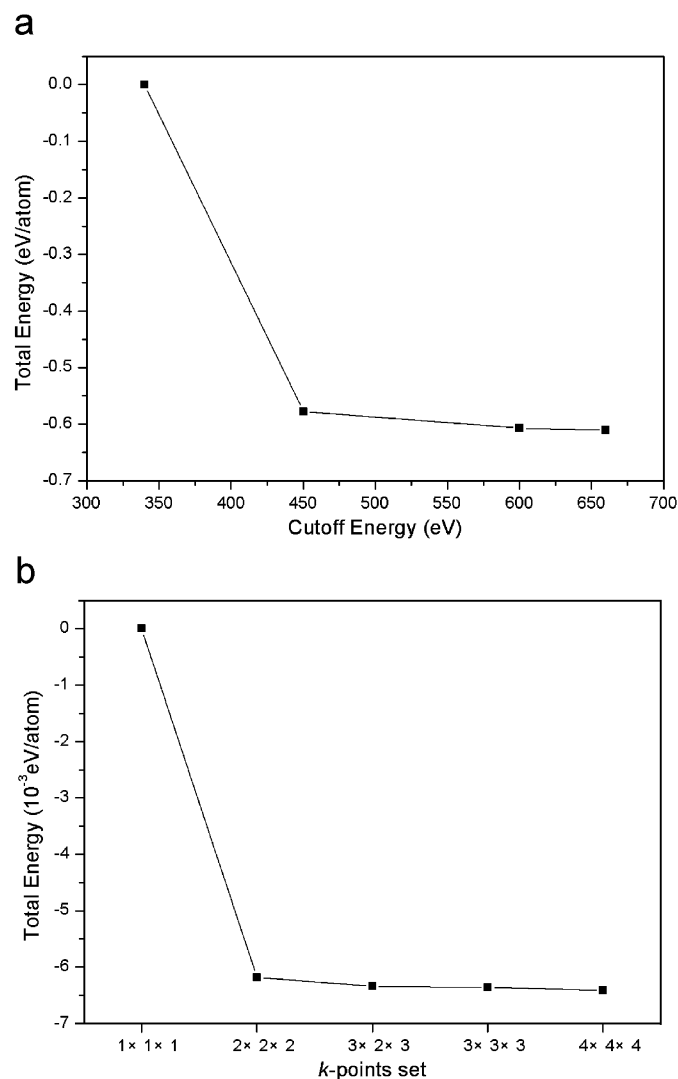 a
0.0
-0.1
-0.2
-0.3
-0.4
-0.5
-0.6
-0.7
Total Energy (eV/atom)
300 350 400 450 500 550 600 650 700
Cutoff Energy (eV)
b
0
-1
-2
-3
-4
-5
-6
-7
Total Energy (10⁻³eV/atom)
1× 1× 1 2× 2× 2 3× 2× 3 3× 3× 3 4× 4× 4
k-points set